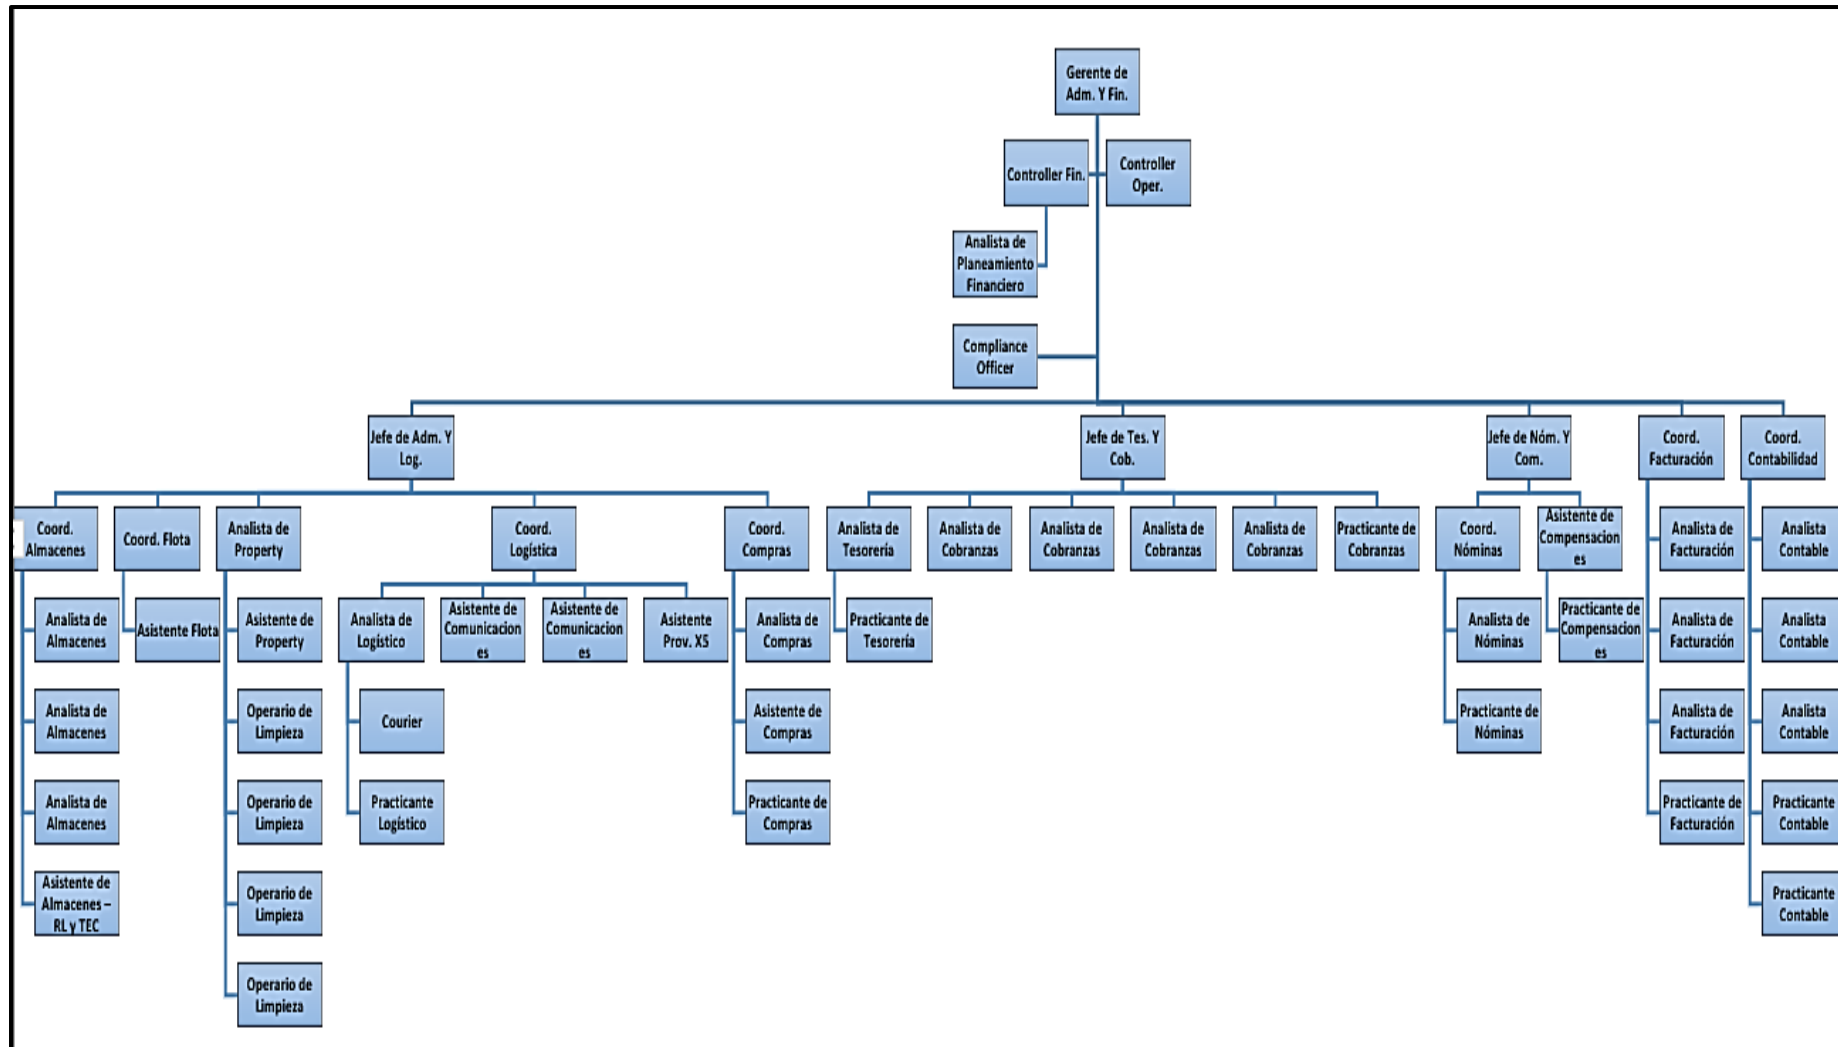 Gerente de
Adm. Y Fin.
Controller Fin.
Controller
Oper.
Analista de
Planeamiento
Financiero
Compliance
Officer
Jefe de Adm. Y
Log.
Jefe de Tes. Y
Cob.
Jefe de Nóm. Y
Com.
Coord.
Facturación
Coord.
Contabilidad
Coord.
Almacenes
Coord. Flota
Analista de
Property
Coord.
Logística
Coord.
Compras
Analista de
Tesorería
Analista de
Cobranzas
Analista de
Cobranzas
Analista de
Cobranzas
Analista de
Cobranzas
Practicante de
Cobranzas
Coord.
Nóminas
Asistente de
Compensacion
es
Analista de
Facturación
Analista
Contable
Analista de
Almacenes
Asistente Flota
Asistente de
Property
Analista de
Logístico
Asistente de
Comunicacion
es
Asistente de
Comunicacion
es
Asistente
Prov. XS
Analista de
Compras
Practicante de
Tesorería
Analista de
Nóminas
Practicante de
Compensacion
es
Analista de
Facturación
Analista
Contable
Analista de
Almacenes
Operario de
Limpieza
Courier
Asistente de
Compras
Practicante de
Nóminas
Analista de
Facturación
Analista
Contable
Analista de
Almacenes
Operario de
Limpieza
Practicante
Logístico
Practicante de
Compras
Practicante de
Facturación
Practicante
Contable
Asistente de
Almacenes –
RL y TEC
Operario de
Limpieza
Practicante
Contable
Operario de
Limpieza